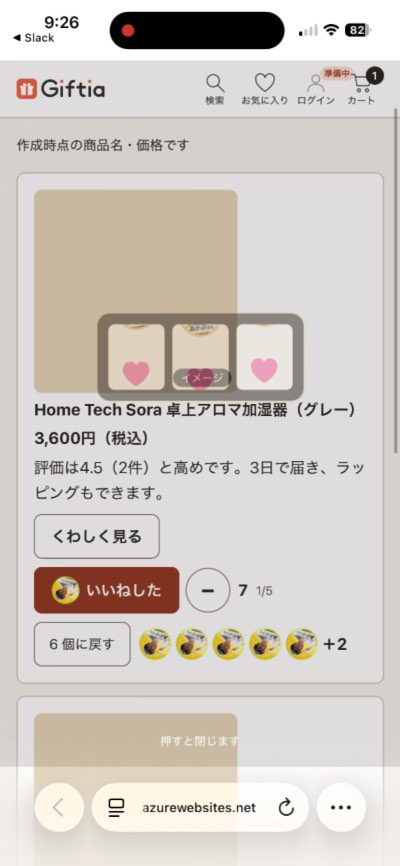 9:26
82
◀ Slack
Giftia
準備中
1
検索
お気に入り
ログイン
カート
作成時点の商品名・価格です
イメージ
Home Tech Sora 卓上アロマ加湿器（グレー）
3,600円（税込）
評価は4.5（2件）と高めです。3日で届き、ラッ
ピングもできます。
くわしく見る
いいねした
−
7
1/5
6 個に戻す
+2
押すと閉じます
azurewebsites.net